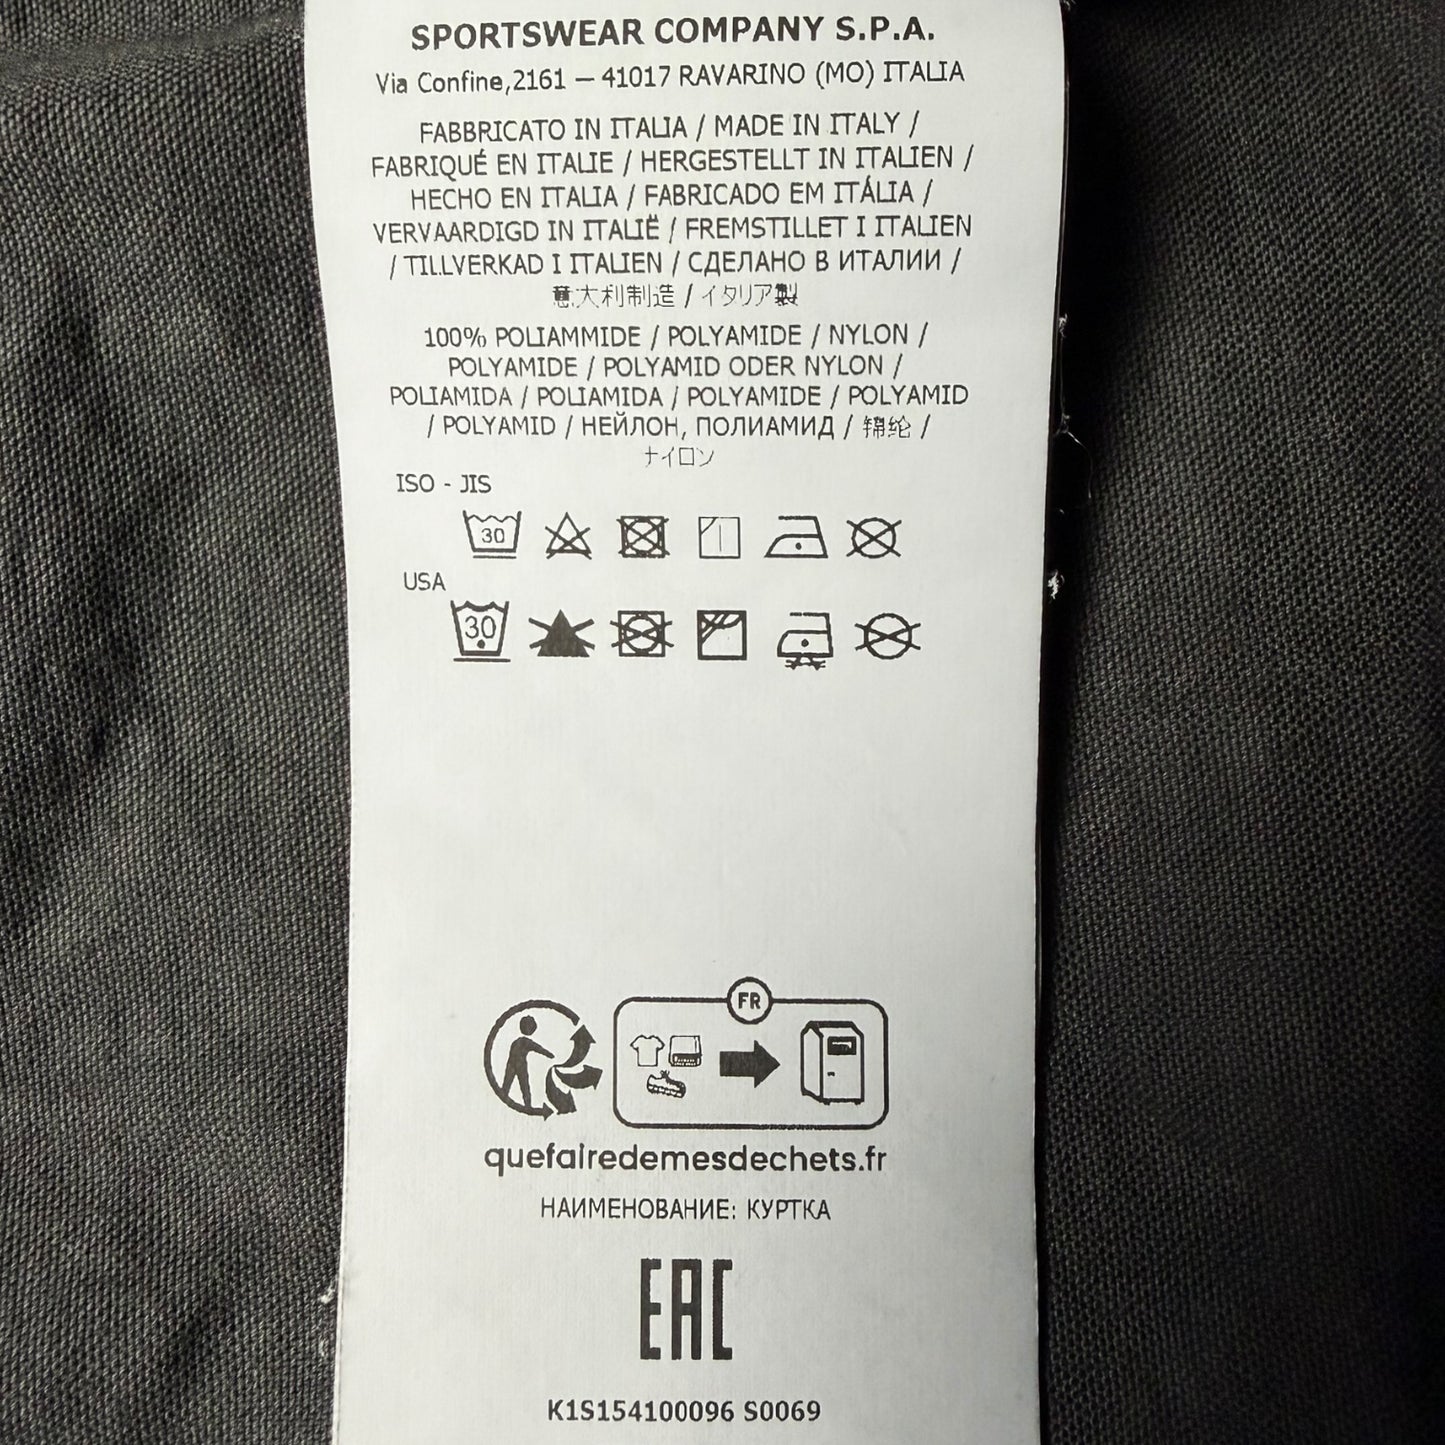 SPORTSWEAR COMPANY S.P.A.
Via Confine,2161 – 41017 RAVARINO (MO) ITALIA
FABBRICATO IN ITALIA / MADE IN ITALY /
FABRIQUÉ EN ITALIE / HERGESTELLT IN ITALIEN /
HECHO EN ITALIA / FABRICADO EM ITÁLIA /
VERVAARDIGD IN ITALIË / FREMSTILLET I ITALIEN
/ TILLVERKAD I ITALIEN / СДЕЛАНО В ИТАЛИИ /
意大利制造 / イタリア製
100% POLIAMMIDE / POLYAMIDE / NYLON /
POLYAMIDE / POLYAMID ODER NYLON /
POLIAMIDA / POLIAMIDA / POLYAMIDE / POLYAMID
/ POLYAMID / НЕЙЛОН, ПОЛИАМИД / 锦纶 /
ナイロン
ISO - JIS
30
USA
30
FR
quefairedemesdechets.fr
НАИМЕНОВАНИЕ: КУРТКА
EAC
K1S154100096 S0069